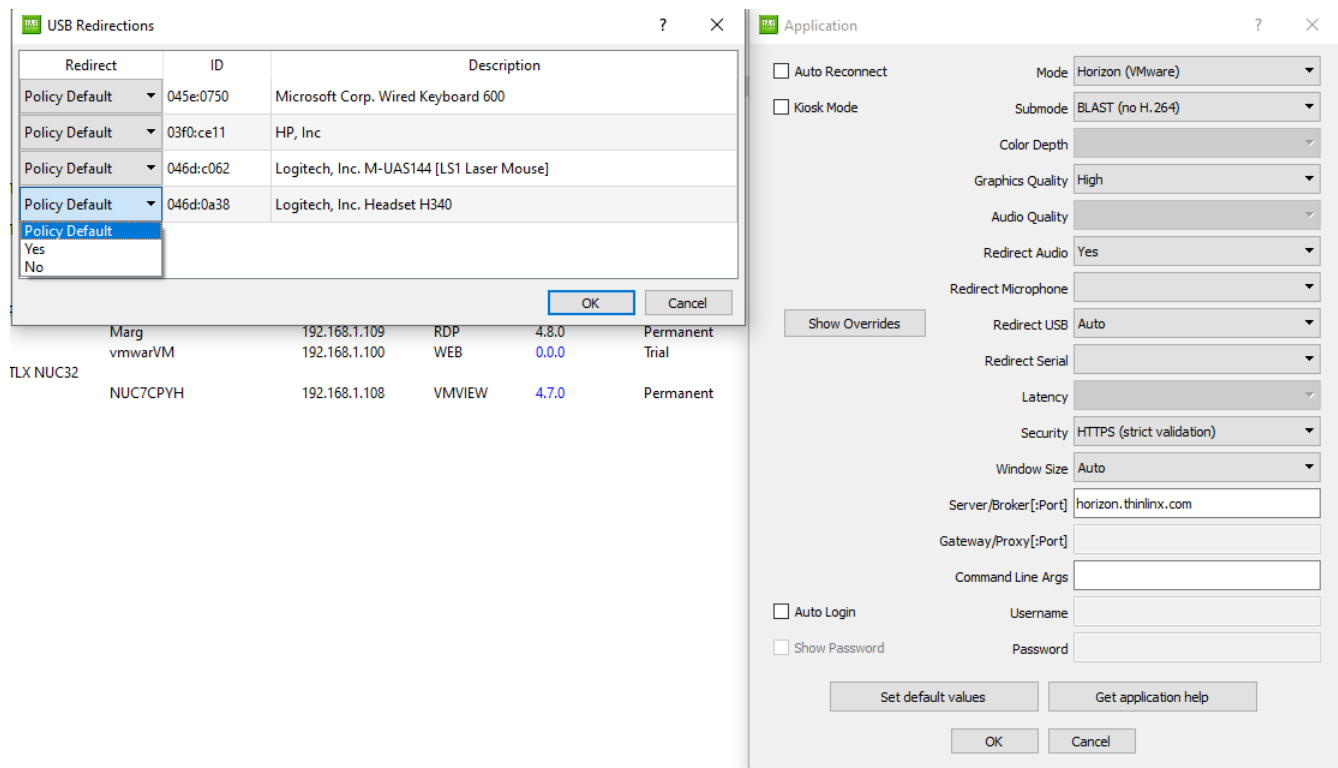 USB Redirections
Redirect ID Description
Policy Default 045e:0750 Microsoft Corp. Wired Keyboard 600
Policy Default 03f0:ce11 HP, Inc
Policy Default 046d:c062 Logitech, Inc. M-UAS144 [LS1 Laser Mouse]
Policy Default 046d:0a38 Logitech, Inc. Headset H340
Policy Default
Yes
No
OK Cancel
Marg 192.168.1.109 RDP 4.8.0 Permanent
vmwarVM 192.168.1.100 WEB 0.0.0 Trial
TLX NUC32
NUC7CPYH 192.168.1.108 VMVIEW 4.7.0 Permanent
Application
Auto Reconnect Mode Horizon (VMware)
Kiosk Mode Submode BLAST (no H.264)
Color Depth
Graphics Quality High
Audio Quality
Redirect Audio Yes
Redirect Microphone
Show Overrides Redirect USB Auto
Redirect Serial
Latency
Security HTTPS (strict validation)
Window Size Auto
Server/Broker[:Port] horizon.thinlinx.com
Gateway/Proxy[:Port]
Command Line Args
Auto Login Username
Show Password Password
Set default values Get application help
OK Cancel